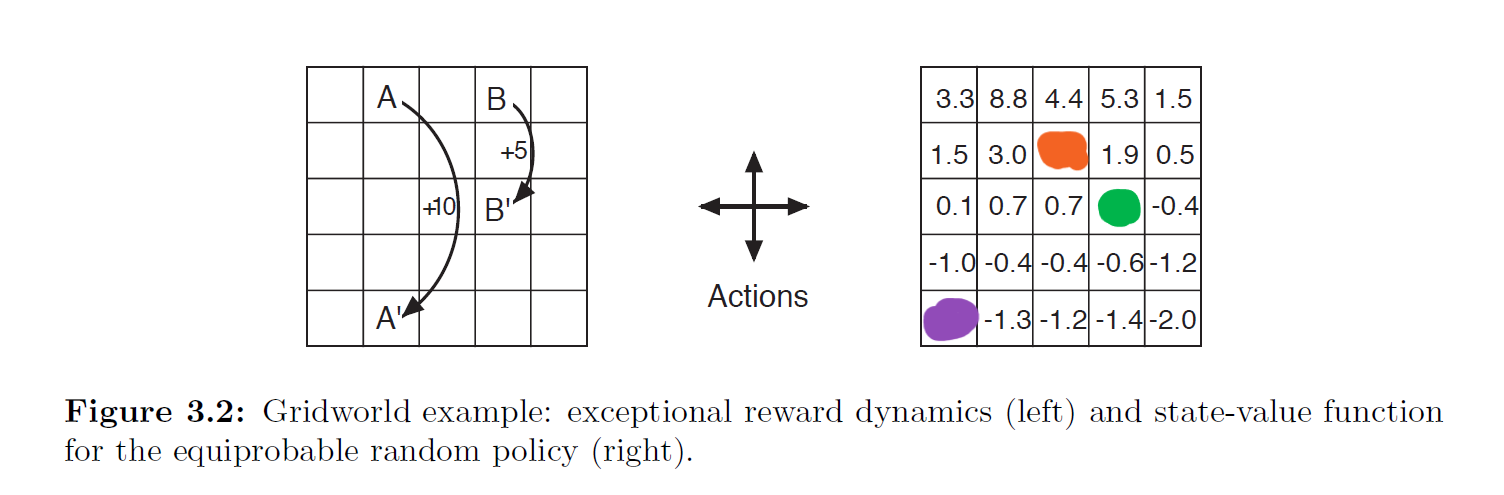 A B
+5
+10 B'
A'
Actions
3.3 8.8 4.4 5.3 1.5
1.5 3.0 1.9 0.5
0.1 0.7 0.7 -0.4
-1.0 -0.4 -0.4 -0.6 -1.2
-1.3 -1.2 -1.4 -2.0
Figure 3.2: Gridworld example: exceptional reward dynamics (left) and state-value function
for the equiprobable random policy (right).